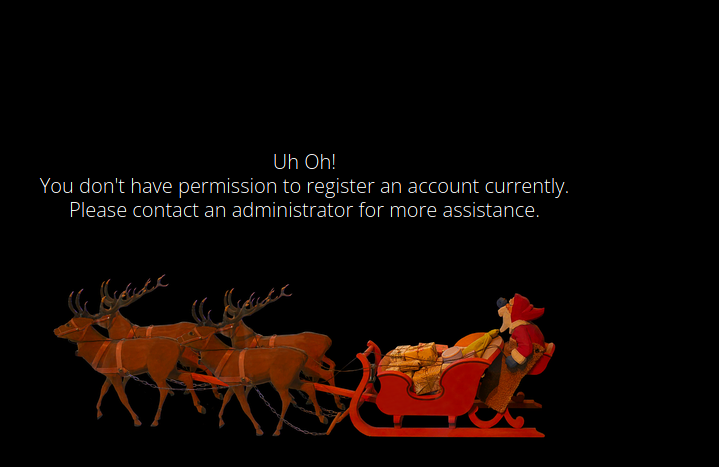 Uh Oh!
You don't have permission to register an account currently.
Please contact an administrator for more assistance.